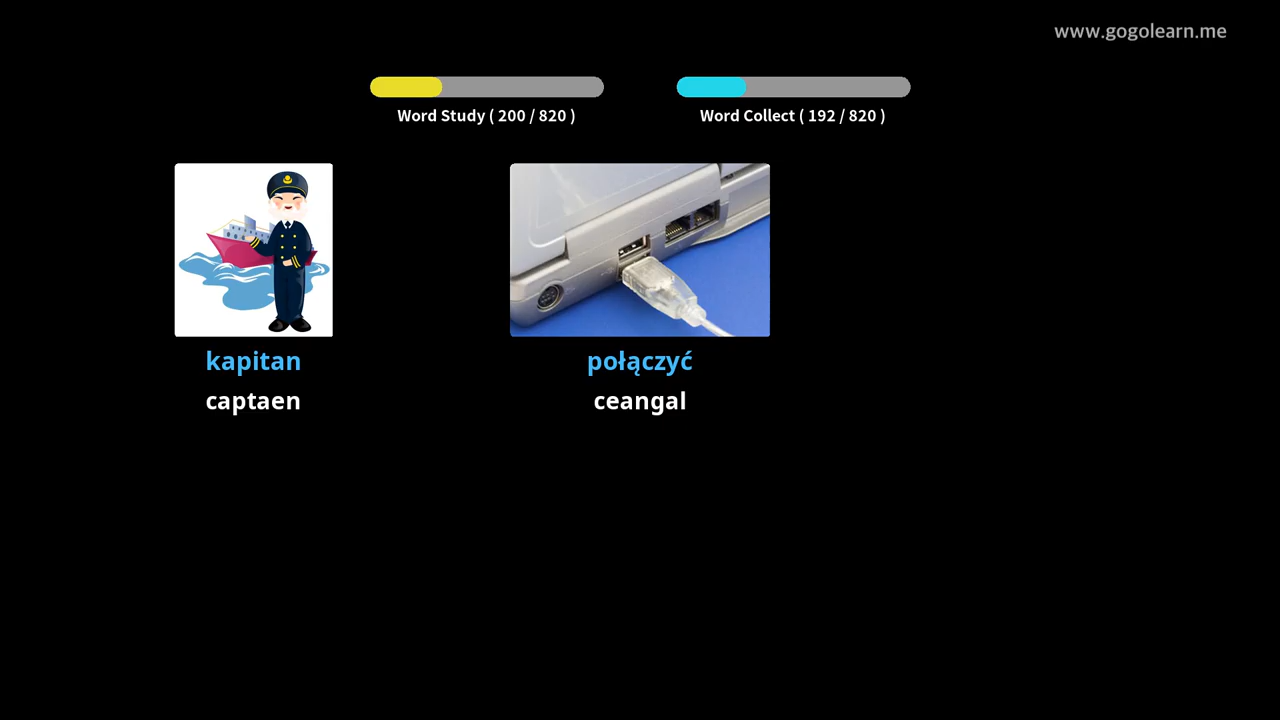 www.gogolearn.me
Word Study ( 200 / 820 )
Word Collect ( 192 / 820 )
kapitan
captaen
połączyć
ceangal